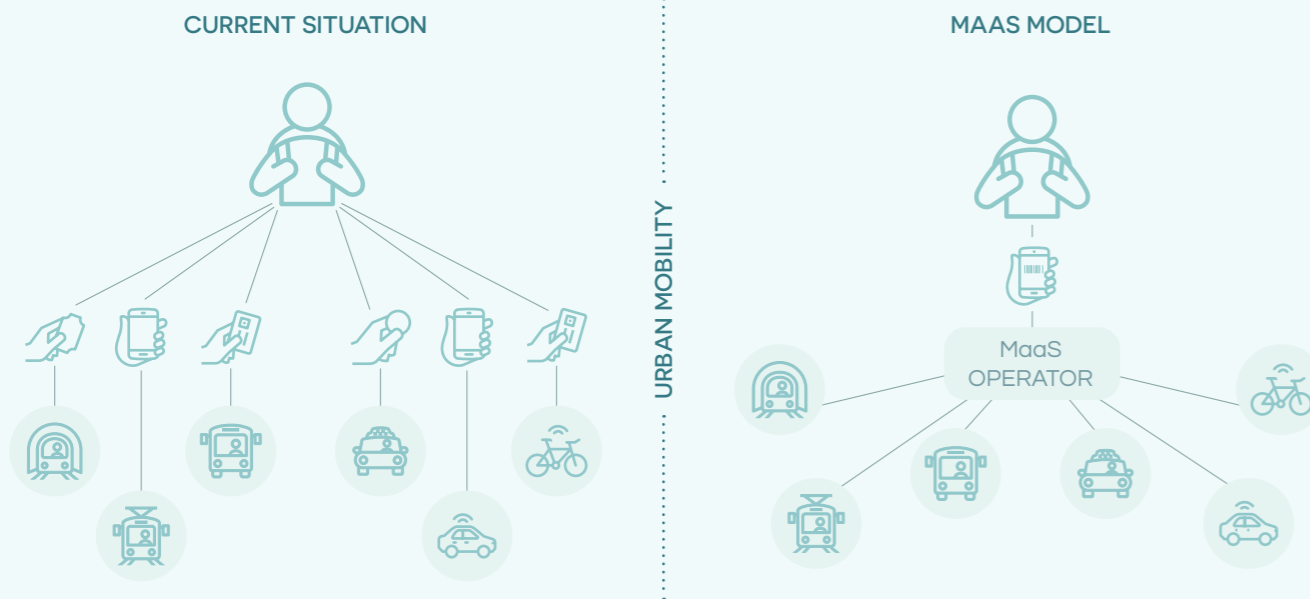 CURRENT SITUATION
MAAS MODEL
URBAN MOBILITY
MaaS
OPERATOR